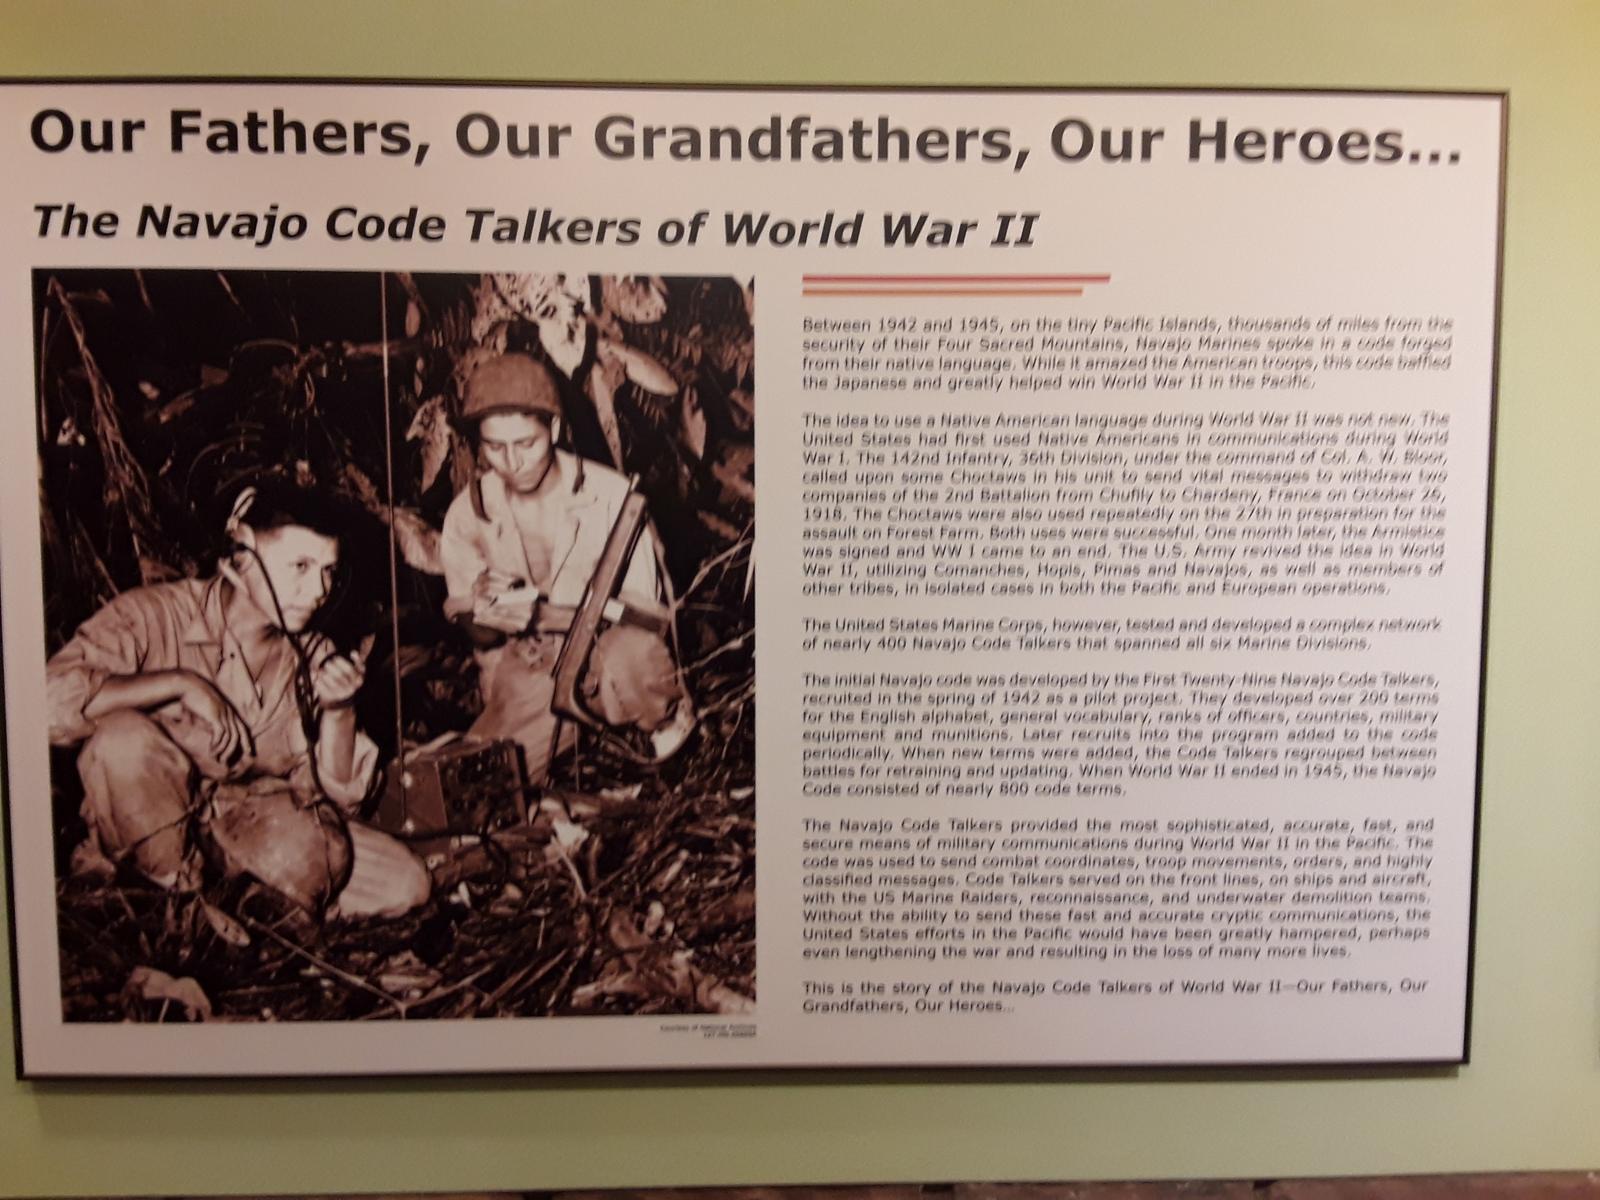 Our Fathers, Our Grandfathers, Our Heroes...
The Navajo Code Talkers of World War II
Between 1942 and 1945, on the tiny Pacific Islands, thousands of miles from the
security of their Four Sacred Mountains, Navajo Marines spoke in a code forged
from their native language. While it amazed the American troops, this code baffled
the Japanese and greatly helped win World War II in the Pacific.
The idea to use a Native American language during World War II was not new. The
United States had first used Native Americans in communications during World
War I. The 142nd Infantry, 36th Division, under the command of Col. A. W. Bloor,
called upon some Choctaws in his unit to send vital messages to withdraw two
companies of the 2nd Battalion from Chufily to Chardeny, France on October 26,
1918. The Choctaws were also used repeatedly on the 27th in preparation for the
assault on Forest Farm. Both uses were successful. One month later, the Armistice
was signed and WW I came to an end. The U.S. Army revived the idea in World
War II, utilizing Comanches, Hopis, Pimas and Navajos, as well as members of
other tribes, in isolated cases in both the Pacific and European operations.
The United States Marine Corps, however, tested and developed a complex network
of nearly 400 Navajo Code Talkers that spanned all six Marine Divisions.
The initial Navajo code was developed by the First Twenty-Nine Navajo Code Talkers,
recruited in the spring of 1942 as a pilot project. They developed over 200 terms
for the English alphabet, general vocabulary, ranks of officers, countries, military
equipment and munitions. Later recruits into the program added to the code
periodically. When new terms were added, the Code Talkers regrouped between
battles for retraining and updating. When World War II ended in 1945, the Navajo
Code consisted of nearly 800 code terms.
The Navajo Code Talkers provided the most sophisticated, accurate, fast, and
secure means of military communications during World War II in the Pacific. The
code was used to send combat coordinates, troop movements, orders, and highly
classified messages. Code Talkers served on the front lines, on ships and aircraft,
with the US Marine Raiders, reconnaissance, and underwater demolition teams.
Without the ability to send these fast and accurate cryptic communications, the
United States efforts in the Pacific would have been greatly hampered, perhaps
even lengthening the war and resulting in the loss of many more lives.
This is the story of the Navajo Code Talkers of World War II—Our Fathers, Our
Grandfathers, Our Heroes...
Courtesy of National Archives